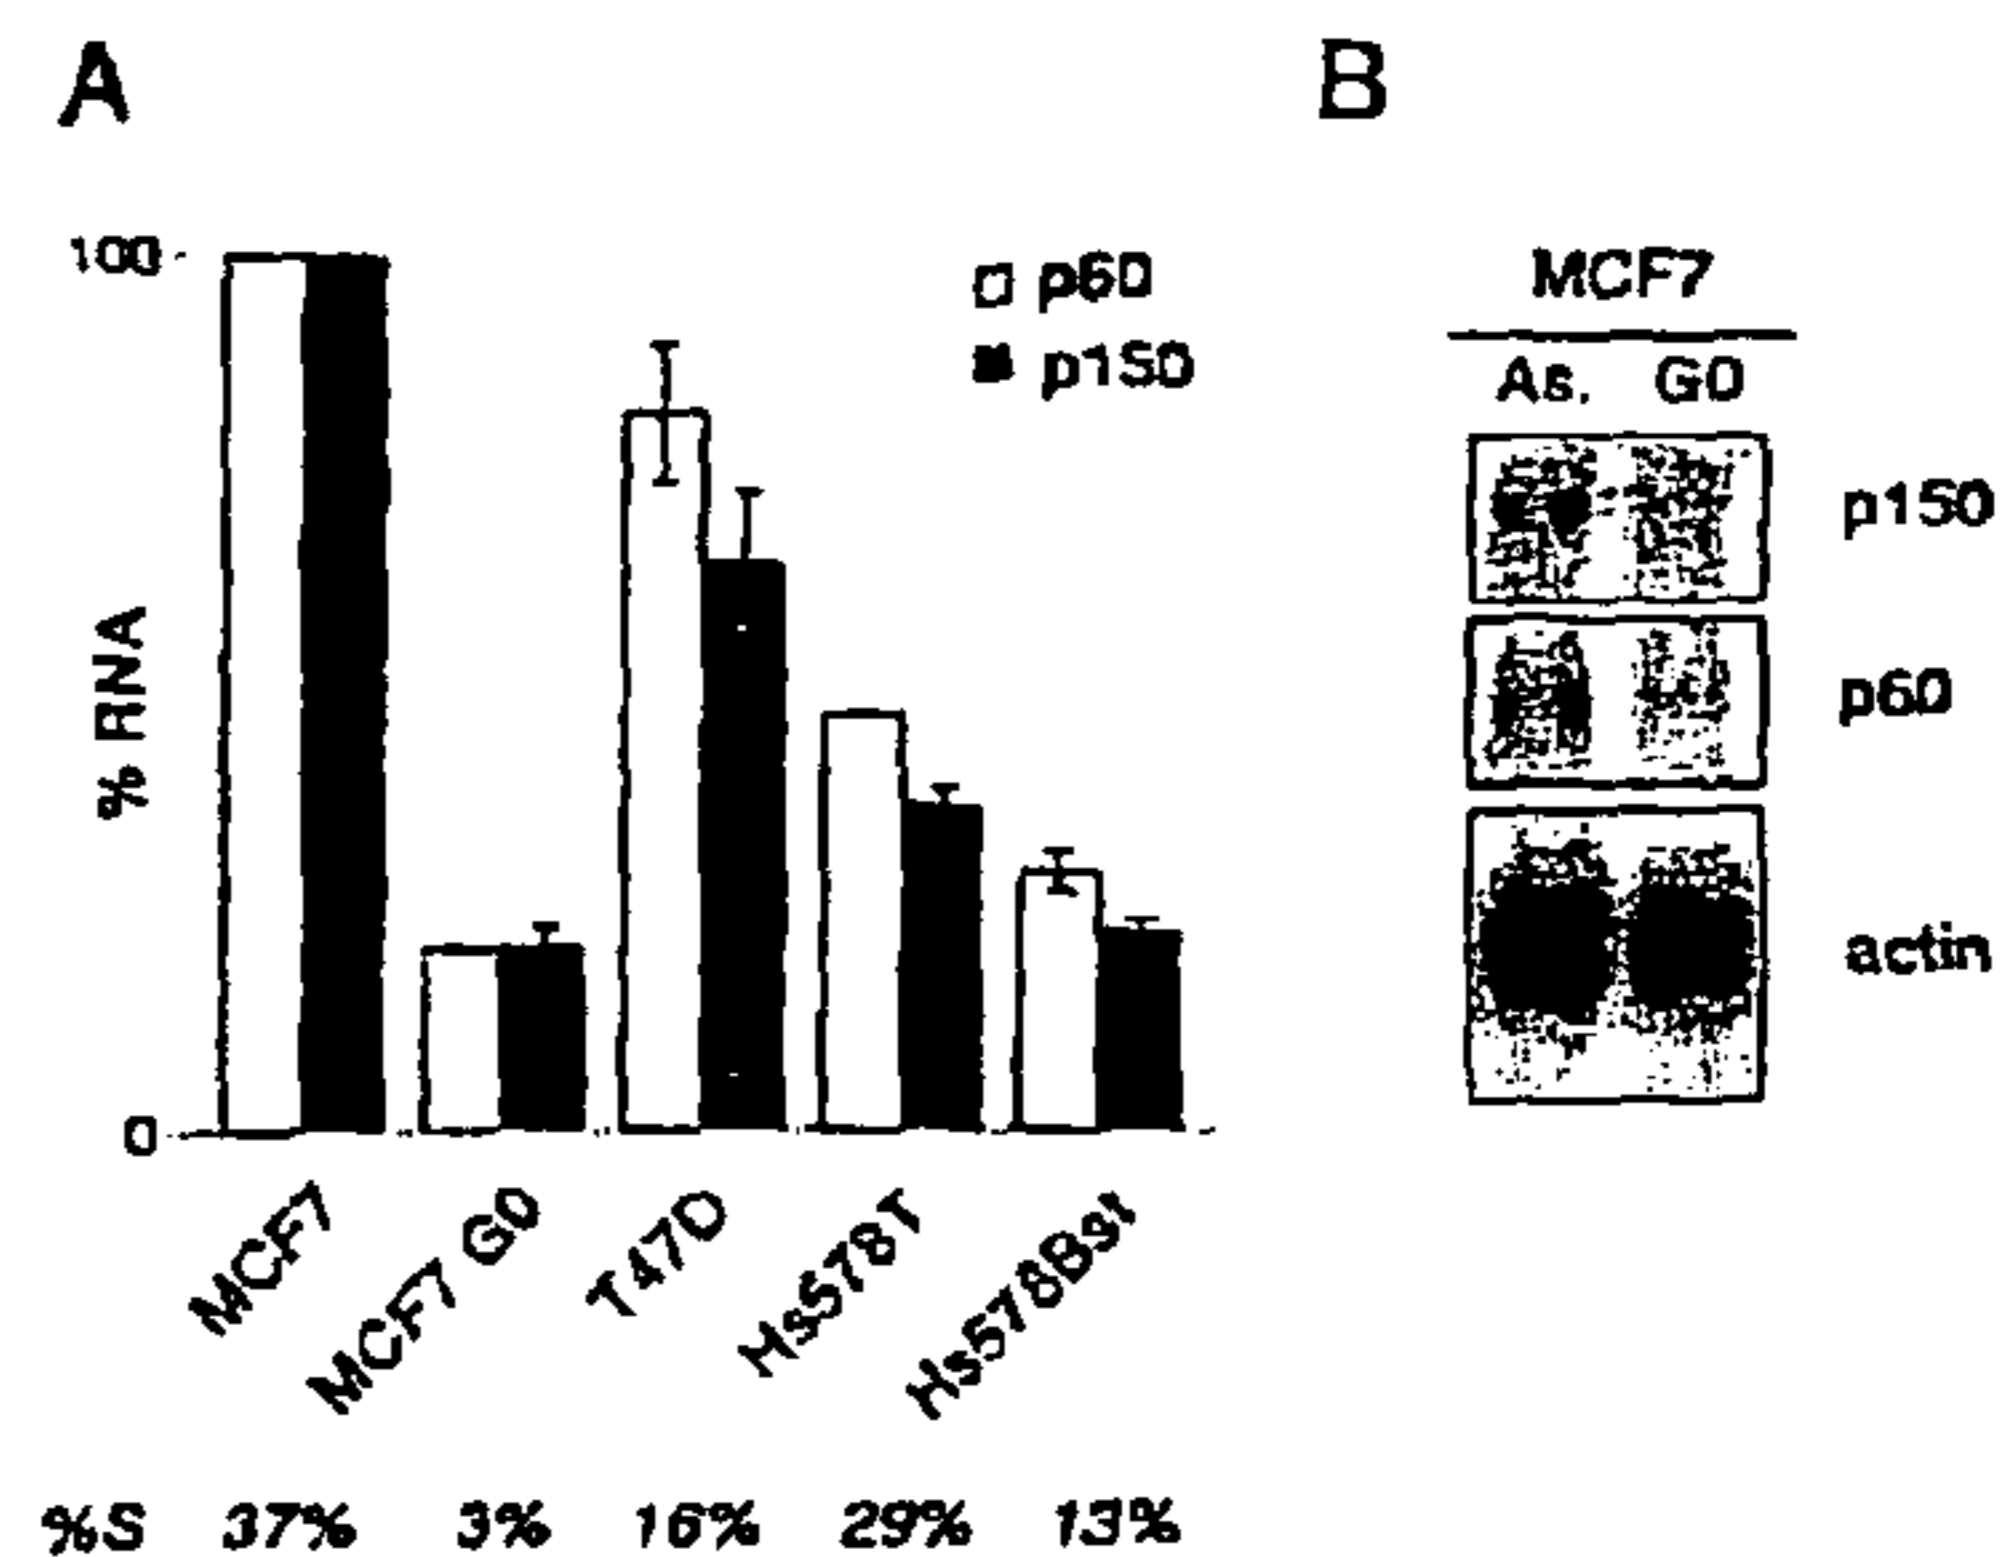 A
B
100
p60
p150
% RNA
0
MCF7
MCF7 G0
T47D
Hs578T
Hs578Bst
%S 37% 3% 16% 29% 13%
MCF7
As. G0
p150
p60
actin